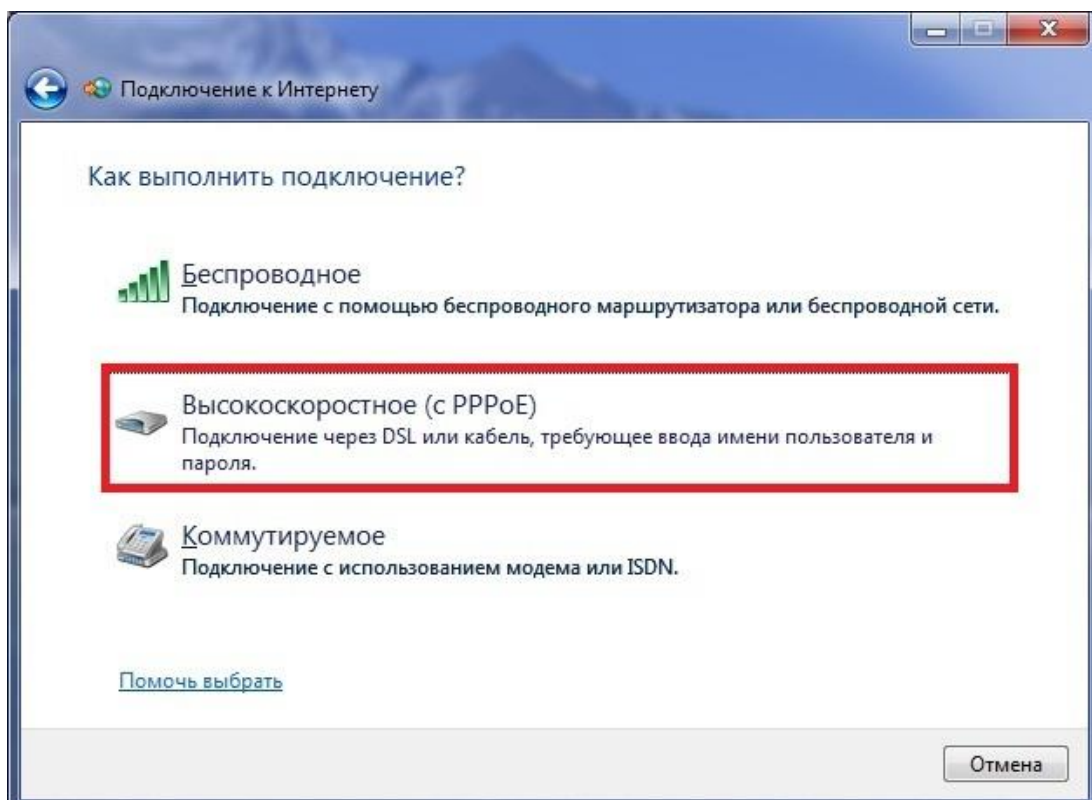 Подключение к Интернету
Как выполнить подключение?
Беспроводное
Подключение с помощью беспроводного маршрутизатора или беспроводной сети.
Высокоскоростное (с PPPoE)
Подключение через DSL или кабель, требующее ввода имени пользователя и
пароля.
Коммутируемое
Подключение с использованием модема или ISDN.
Помочь выбрать
Отмена